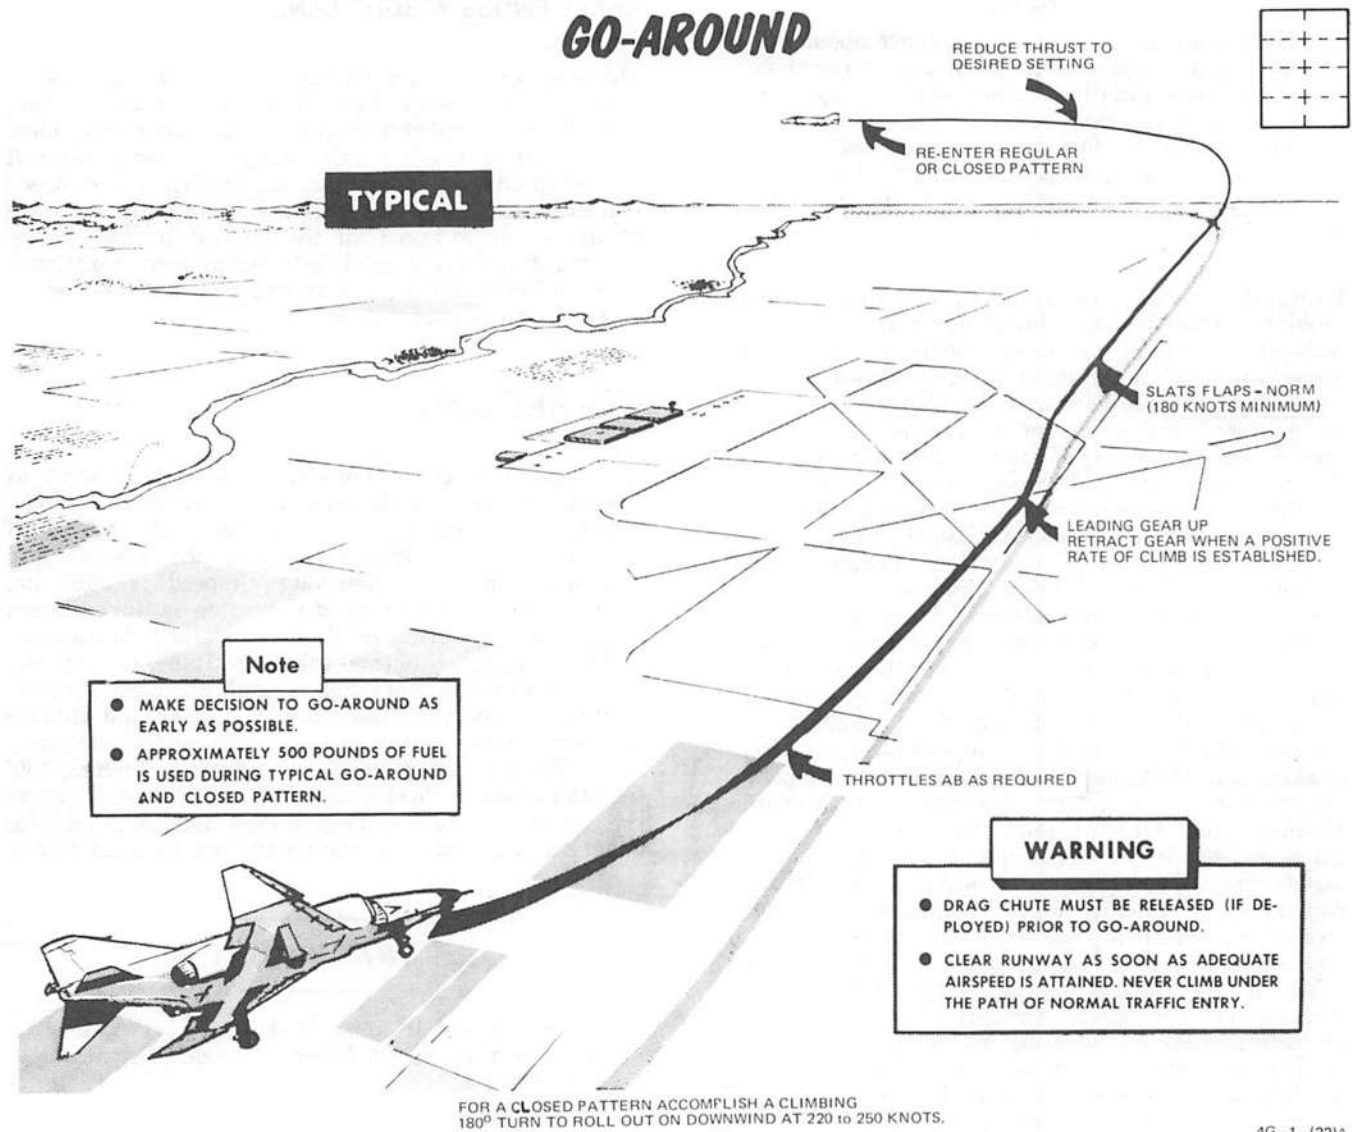 GO-AROUND
REDUCE THRUST TO
DESIRED SETTING
RE-ENTER REGULAR
OR CLOSED PATTERN
TYPICAL
SLATS FLAPS - NORM
(180 KNOTS MINIMUM)
LEADING GEAR UP
RETRACT GEAR WHEN A POSITIVE
RATE OF CLIMB IS ESTABLISHED.
Note
● MAKE DECISION TO GO-AROUND AS
EASY AS POSSIBLE.
● APPROXIMATELY 500 POUNDS OF FUEL
IS USED DURING TYPICAL GO-AROUND
AND CLOSED PATTERN.
THROTTLES AB AS REQUIRED
WARNING
● DRAG CHUTE MUST BE RELEASED (IF DE-
PLOYED) PRIOR TO GO-AROUND.
● CLEAR RUNWAY AS SOON AS ADEQUATE
AIRSPEED IS ATTAINED. NEVER CLIMB UNDER
THE PATH OF NORMAL TRAFFIC ENTRY.
FOR A CLOSED PATTERN ACCOMPLISH A CLIMBING
180° TURN TO ROLL OUT ON DOWNWIND AT 220 to 250 KNOTS.